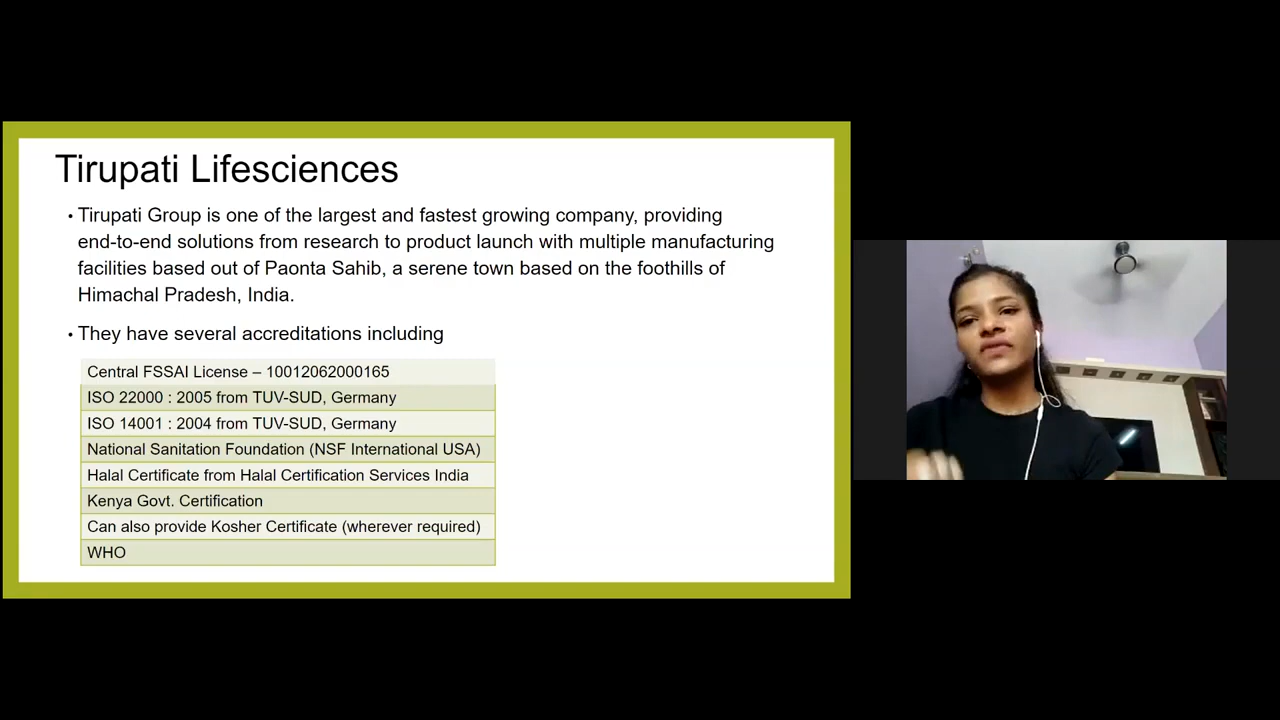 Tirupati Lifesciences
• Tirupati Group is one of the largest and fastest growing company, providing
end-to-end solutions from research to product launch with multiple manufacturing
facilities based out of Paonta Sahib, a serene town based on the foothills of
Himachal Pradesh, India.
• They have several accreditations including
Central FSSAI License – 10012062000165
ISO 22000 : 2005 from TUV-SUD, Germany
ISO 14001 : 2004 from TUV-SUD, Germany
National Sanitation Foundation (NSF International USA)
Halal Certificate from Halal Certification Services India
Kenya Govt. Certification
Can also provide Kosher Certificate (wherever required)
WHO